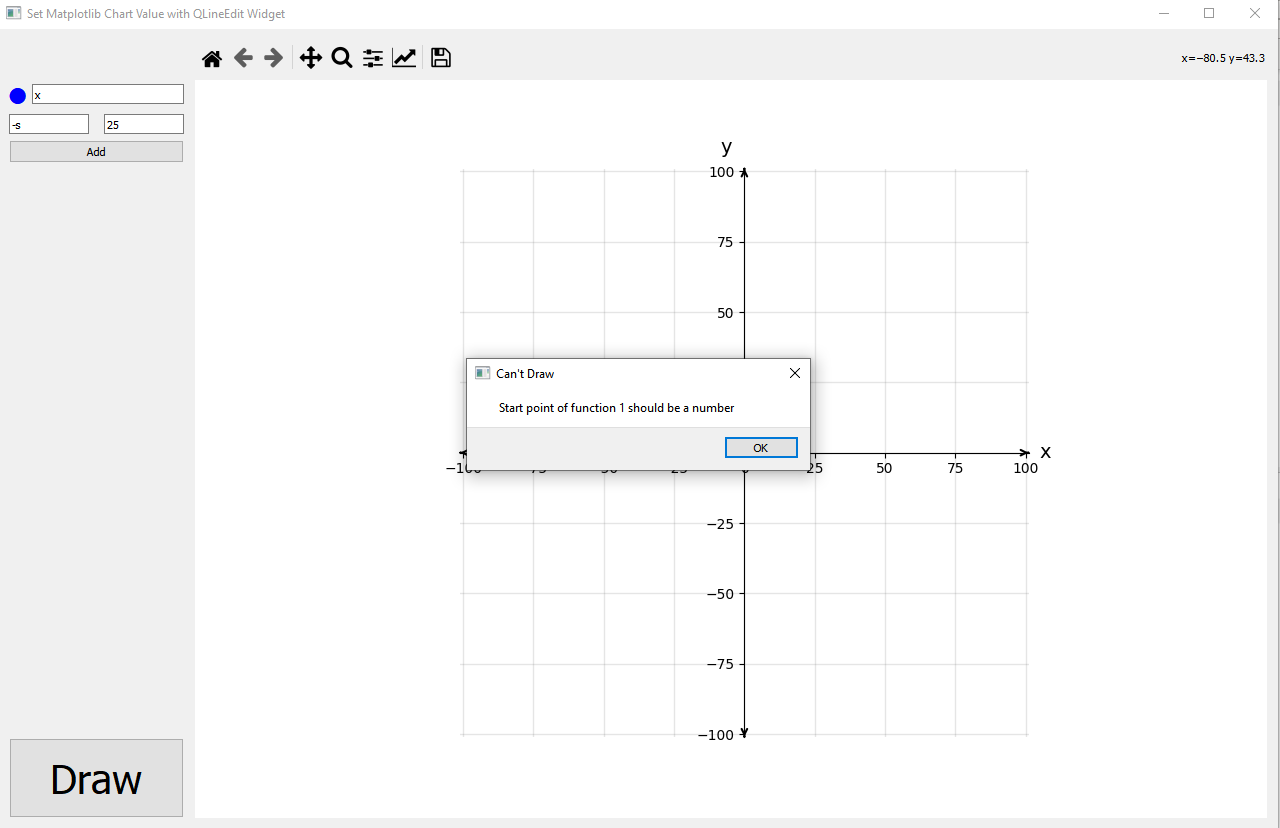 Set Matplotlib Chart Value with QLineEdit Widget
x=−80.5 y=43.3
x
-s 25
Add
y
100
75
50
Can't Draw
Start point of function 1 should be a number
OK
x
25 50 75 100
−25
−50
−75
−100
Draw